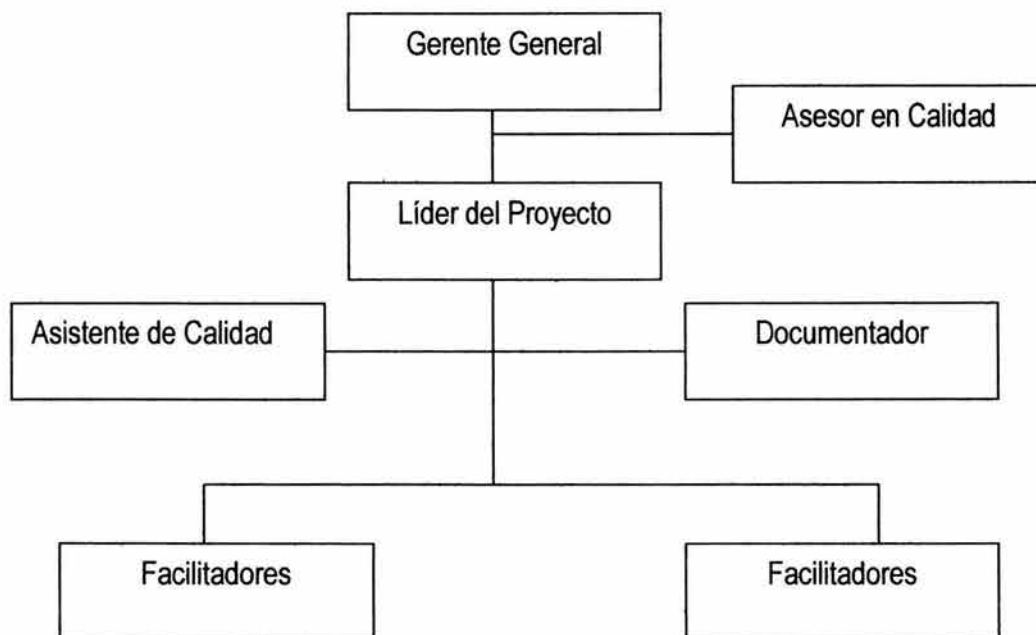 Gerente General
Asesor en Calidad
Líder del Proyecto
Asistente de Calidad
Documentador
Facilitadores
Facilitadores